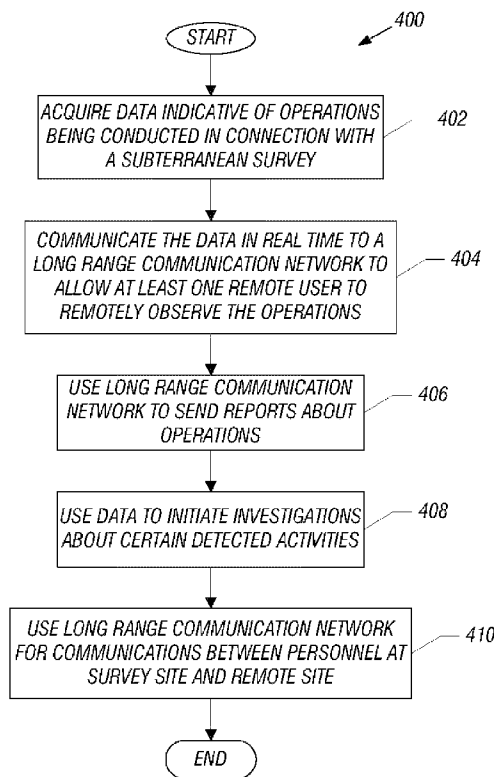 START
400
ACQUIRE DATA INDICATIVE OF OPERATIONS
BEING CONDUCTED IN CONNECTION WITH
A SUBTERRANEAN SURVEY
402
COMMUNICATE THE DATA IN REAL TIME TO A
LONG RANGE COMMUNICATION NETWORK TO
ALLOW AT LEAST ONE REMOTE USER TO
REMOTELY OBSERVE THE OPERATIONS
404
USE LONG RANGE COMMUNICATION
NETWORK TO SEND REPORTS ABOUT
OPERATIONS
406
USE DATA TO INITIATE INVESTIGATIONS
ABOUT CERTAIN DETECTED ACTIVITIES
408
USE LONG RANGE COMMUNICATION NETWORK
FOR COMMUNICATIONS BETWEEN PERSONNEL AT
SURVEY SITE AND REMOTE SITE
410
END